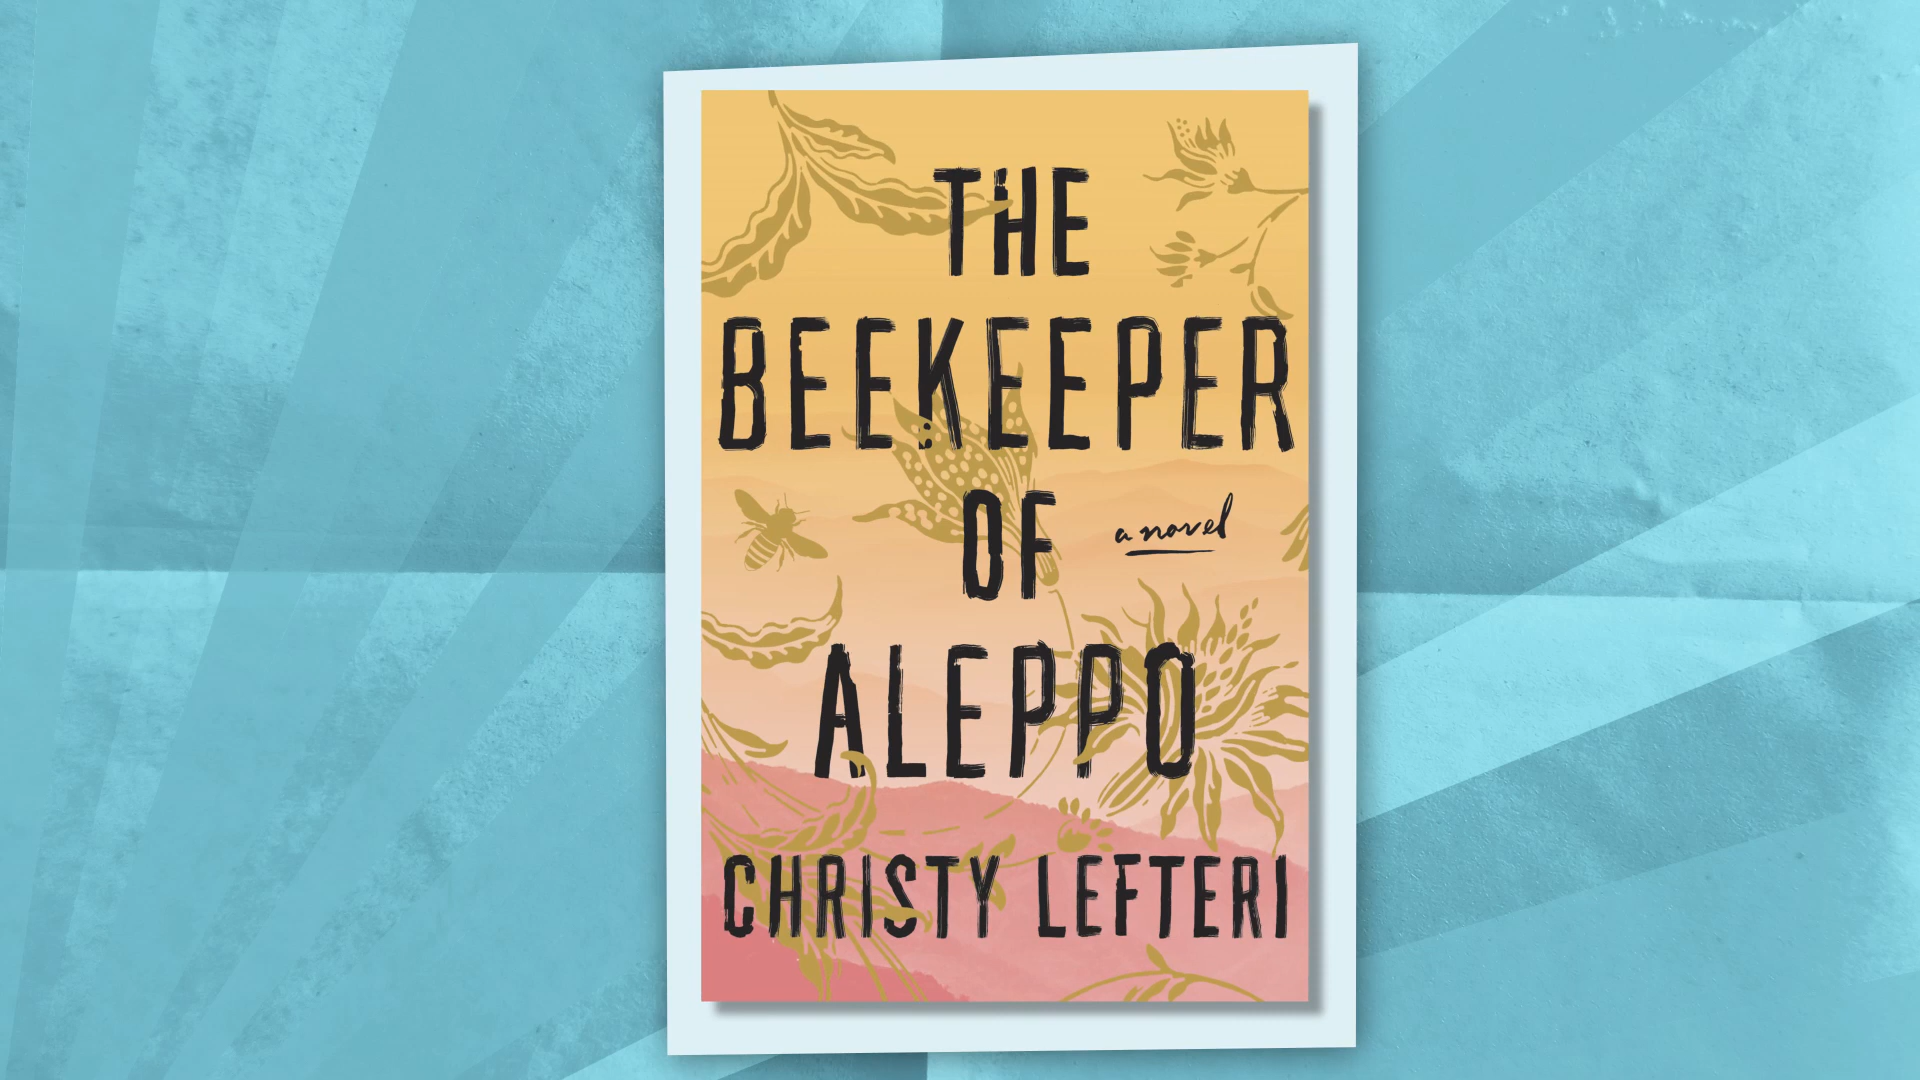 THE
BEEKEEPER
OF
a novel
ALEPPO
CHRISTY LEFTERI